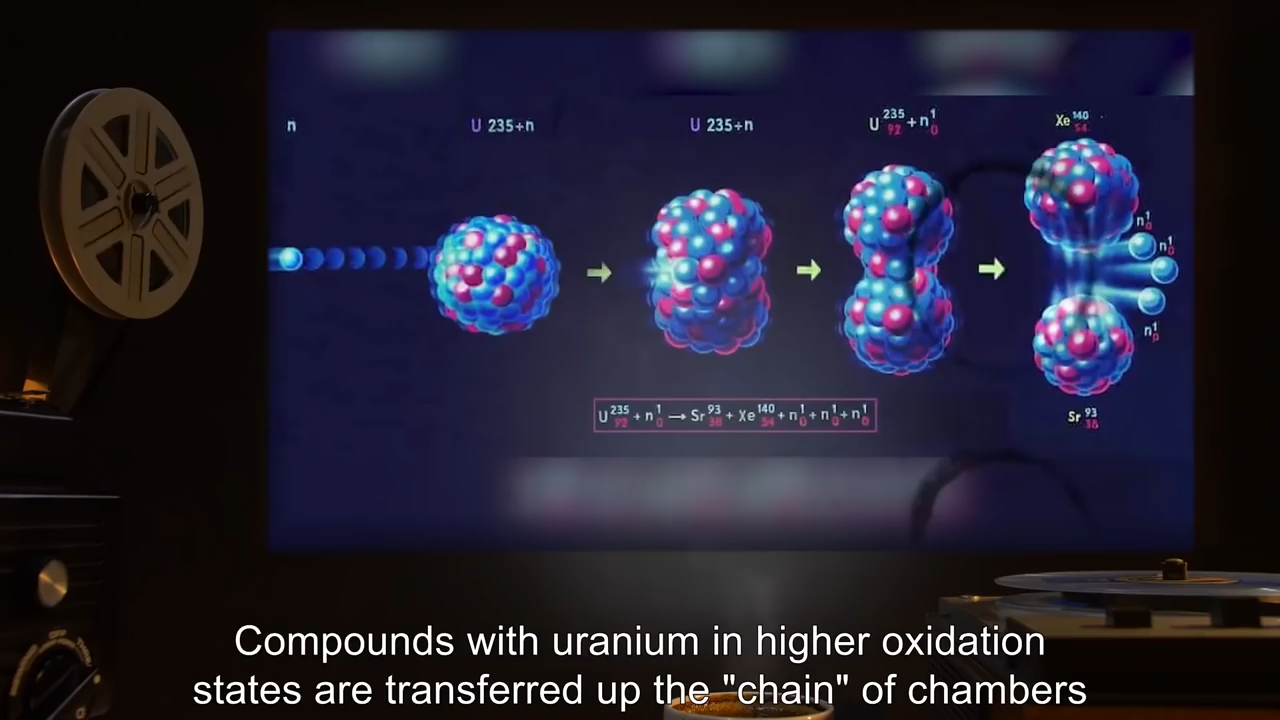 n
U 235+n
U 235+n
U 235 92 + n 1 0
Xe 140 54
n 1 0
n 1 0
n 1 0
U 235 92 + n 1 0 → Sr 93 38 + Xe 140 54 + n 1 0 + n 1 0 + n 1 0
Sr 93 38
Compounds with uranium in higher oxidation
states are transferred up the "chain" of chambers